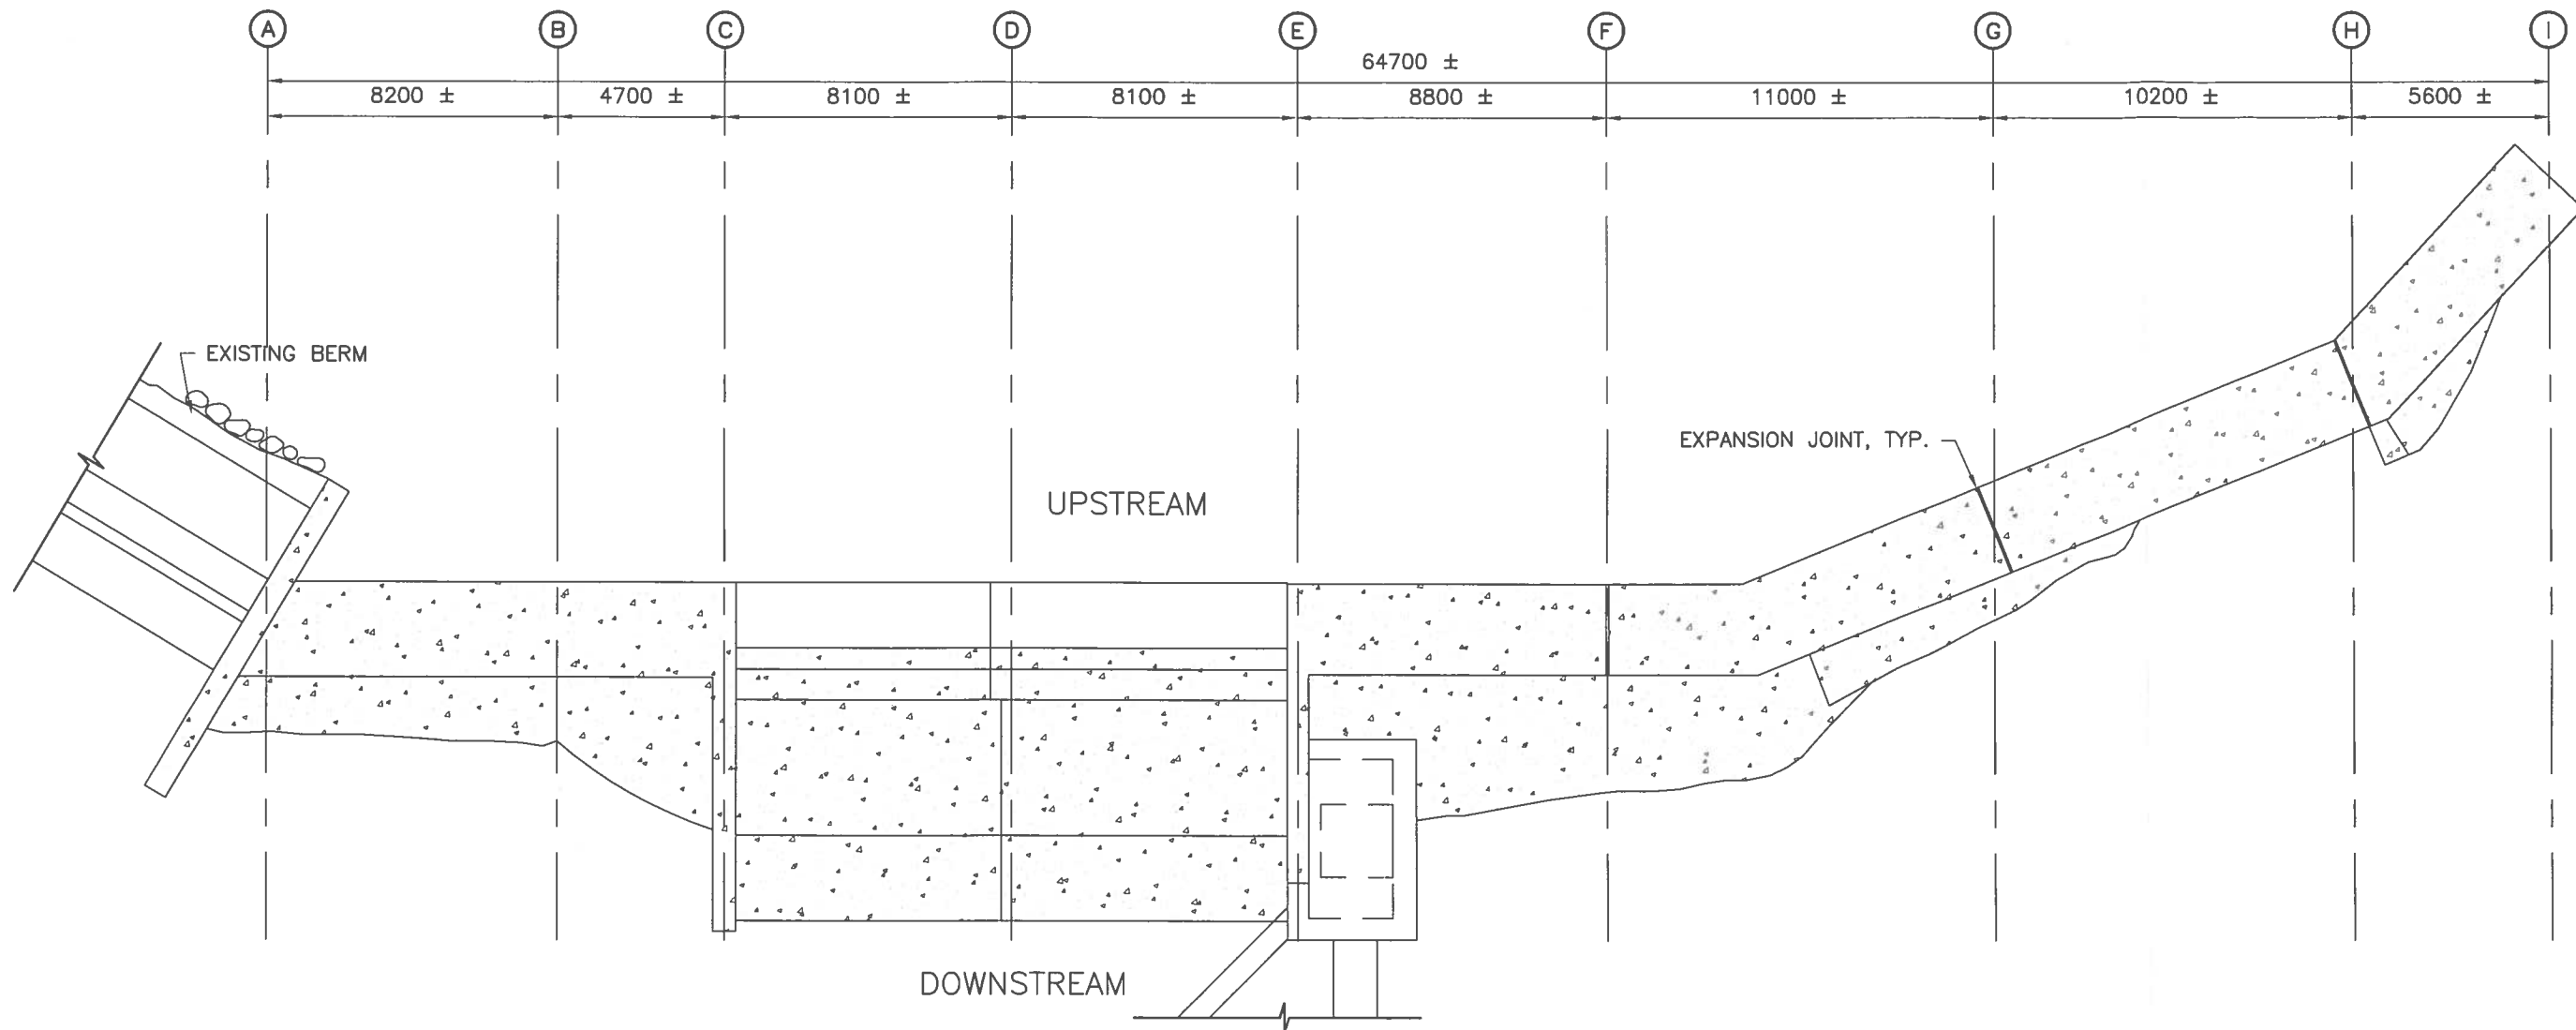 A B C D E F G H I
64700 ±
8200 ± 4700 ± 8100 ± 8100 ± 8800 ± 11000 ± 10200 ± 5600 ±
EXISTING BERM
EXPANSION JOINT, TYP.
UPSTREAM
DOWNSTREAM